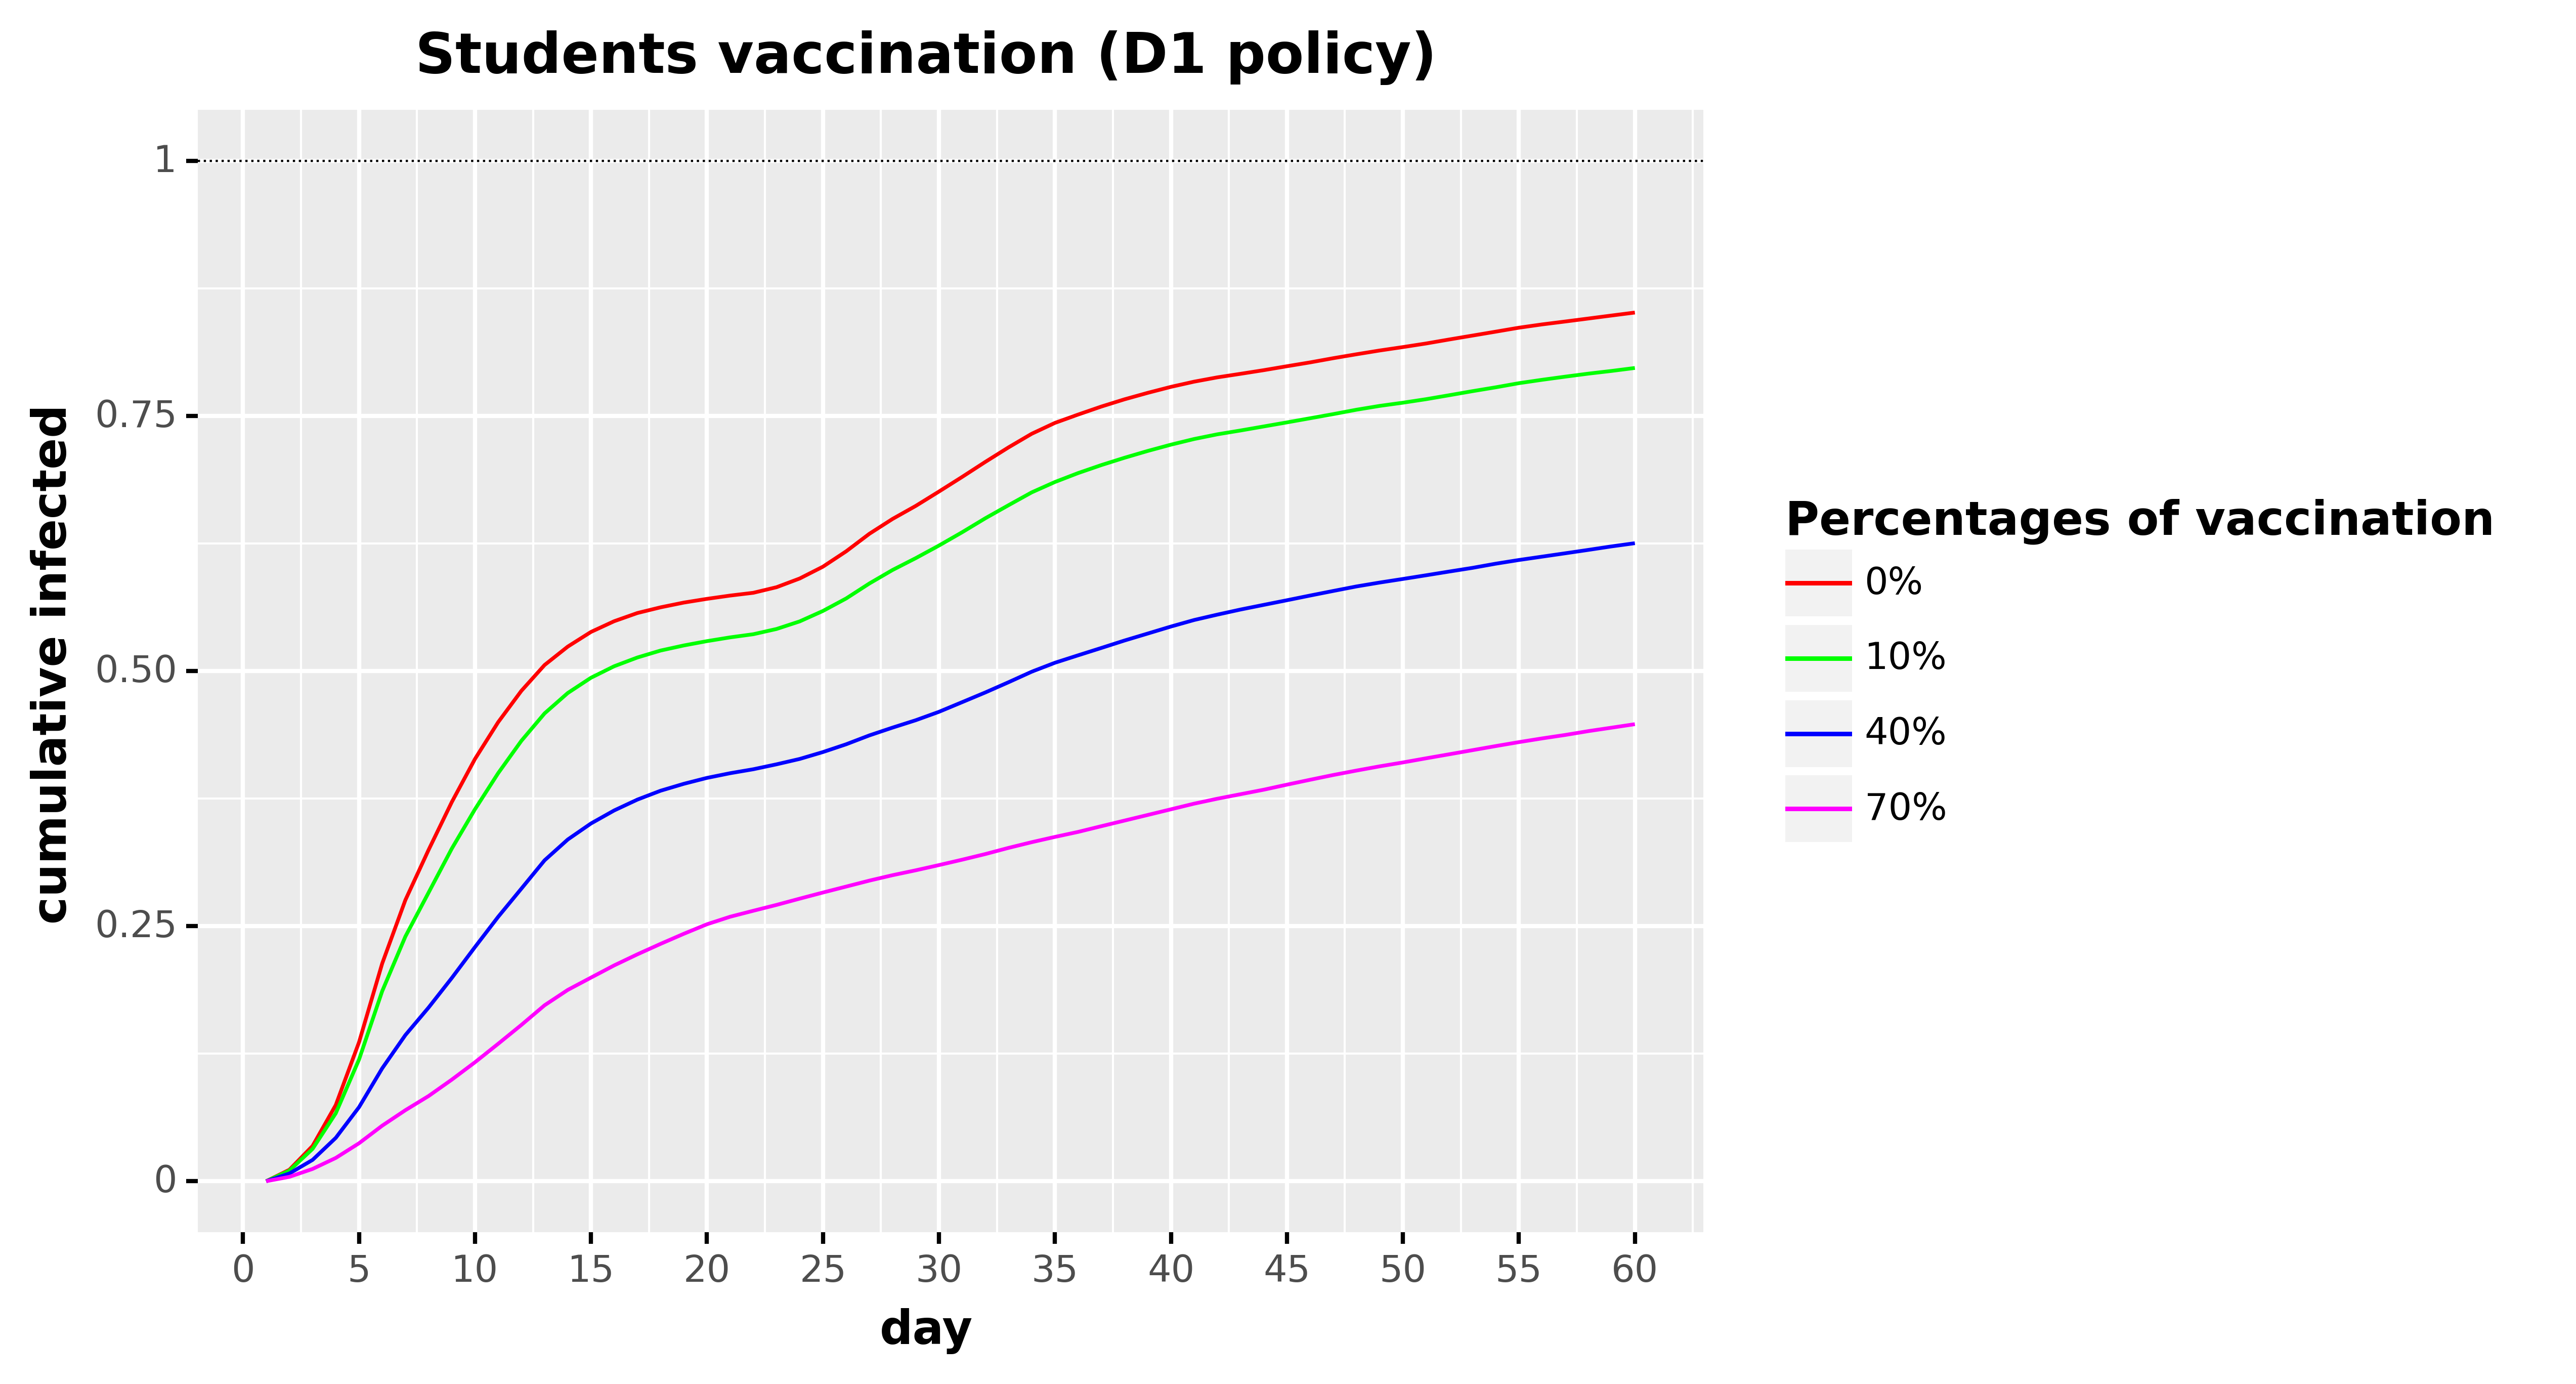 Students vaccination (D1 policy)
cumulative infected
1
0.75
0.50
0.25
0
0 5 10 15 20 25 30 35 40 45 50 55 60
day
Percentages of vaccination
0%
10%
40%
70%